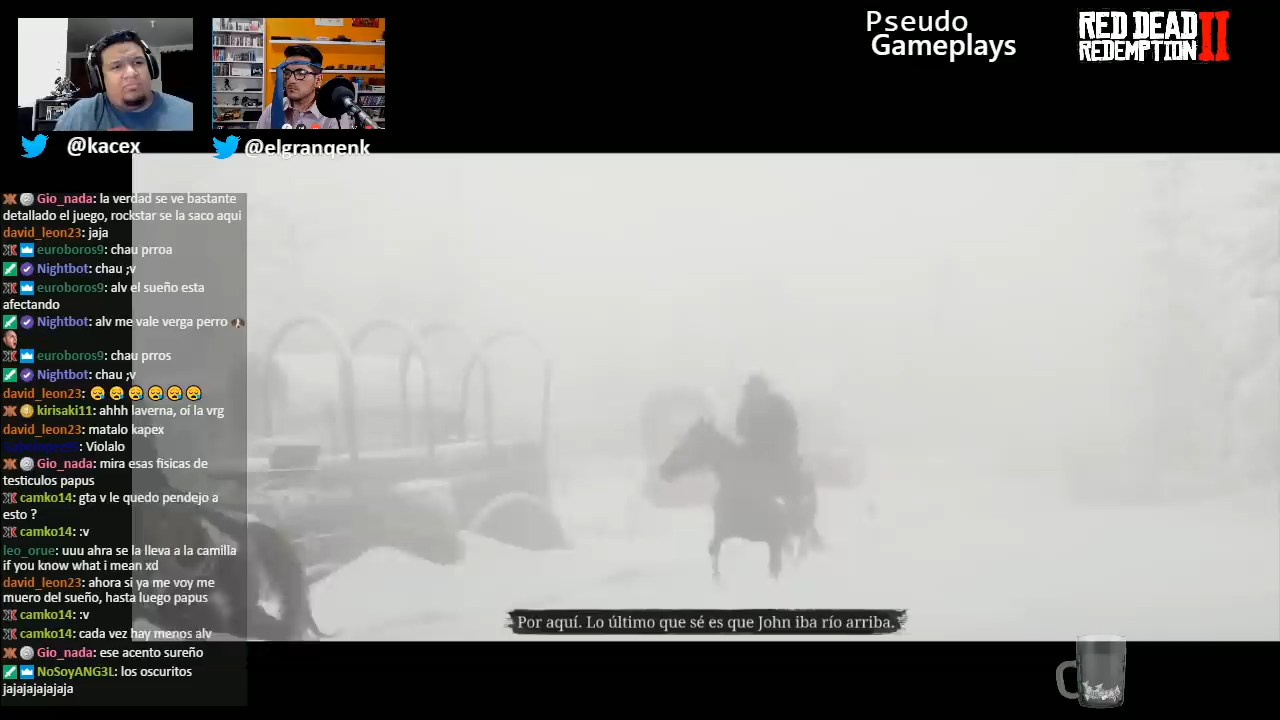 Pseudo
Gameplays
RED DEAD
REDEMPTION II
@kacex
@elgranqenk
Gio_nada: la verdad se ve bastante
detallado el juego, rockstar se la saco aqui
david_leon23: jaja
euroboros9: chau prroa
Nightbot: chau ;v
euroboros9: alv el sueño esta
afectando
Nightbot: alv me vale verga perro
euroboros9: chau prros
Nightbot: chau ;v
david_leon23:
kirisaki11: ahhh laverna, oí la vrg
david_leon23: matalo kapex
: Violalo
Gio_nada: mira esas fisicas de
testiculos papus
camko14: gta v le quedo pendejo a
esto ?
camko14: :v
leo_orue: uuu ahra se la lleva a la camilla
if you know what i mean xd
david_leon23: ahora si ya me voy me
muero del sueño, hasta luego papus
camko14: :v
camko14: cada vez hay menos alv
Gio_nada: ese acento sureño
NoSoyANG3L: los oscuritos
jajajajajajaja
Por aquí. Lo último que sé es que John iba río arriba.